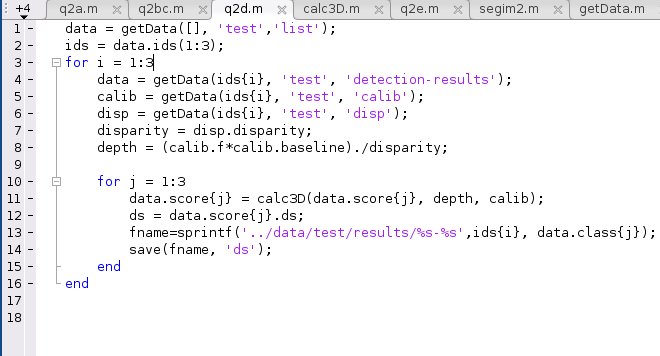 +4 q2a.m q2bc.m q2d.m calc3D.m q2e.m segim2.m getData.m
1 data = getData([], 'test','list');
2 ids = data.ids(1:3);
3 for i = 1:3
4 data = getData(ids{i}, 'test', 'detection-results');
5 calib = getData(ids{i}, 'test', 'calib');
6 disp = getData(ids{i}, 'test', 'disp');
7 disparity = disp.disparity;
8 depth = (calib.f*calib.baseline)./disparity;
9
10 for j = 1:3
11 data.score{j} = calc3D(data.score{j}, depth, calib);
12 ds = data.score{j}.ds;
13 fname=sprintf('../data/test/results/%s-%s',ids{i}, data.class{j});
14 save(fname, 'ds');
15 end
16 end
17
18